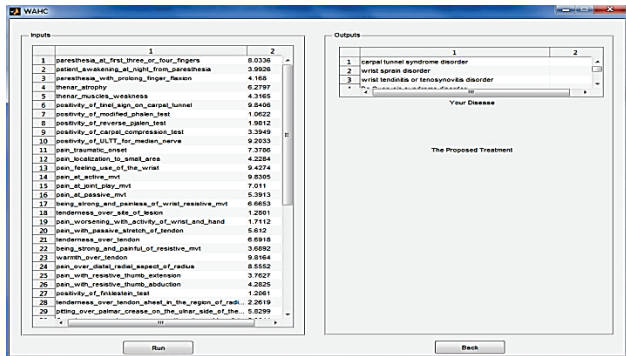 WAHC
Inputs
1 2
1 paresthesia_at_first_three_or_four_fingers 8.0336
2 patient_awakening_at_night_from_paresthesia 3.9926
3 paresthesia_with_prolong_finger_flaxion 4.168
4 thenar_atrophy 6.2797
5 thenar_muscles_weakness 4.3165
6 positivity_of_tinel_sign_on_carpal_tunnel 9.8406
7 positivity_of_modified_phalen_test 1.0622
8 positivity_of_reverse_pjalen_test 1.9812
9 positivity_of_carpal_compression_test 3.3949
10 positivity_of_ULTT_for_median_nerve 9.2033
11 pain_traumatic_onset 7.3786
12 pain_localization_to_small_area 4.2284
13 pain_feeling_use_of_the_wrist 9.4274
14 pain_at_active_mvt 9.8305
15 pain_at_joint_play_mvt 7.011
16 pain_at_passive_mvt 5.3913
17 being_strong_and_painless_of_wrist_resistive_mvt 6.6653
18 tenderness_over_site_of_lesion 1.2801
19 pain_worsening_with_activity_of_wrist_and_hand 1.7112
20 pain_with_passive_stretch_of_tendon 5.612
21 tenderness_over_tendon 6.6918
22 being_strong_and_painful_of_resistive_mvt 3.6892
23 warmth_over_tendon 9.8164
24 pain_over_distal_radial_aspect_of_radius 8.5552
25 pain_with_resistive_thumb_extension 3.7627
26 pain_with_resistive_thumb_abduction 4.2825
27 positivity_of_finklestein_test 1.2061
28 tenderness_over_tendon_sheet_in_the_region_of_radi... 2.2619
29 pitting_over_palmar_crease_on_the_ulnar_side_of_the... 5.8299
Run
Outputs
1 2
1 carpal tunnel syndrome disorder
2 wrist sprain disorder
3 wrist tendinitis or tenosynovitis disorder
Your Disease
The Proposed Treatment
Back